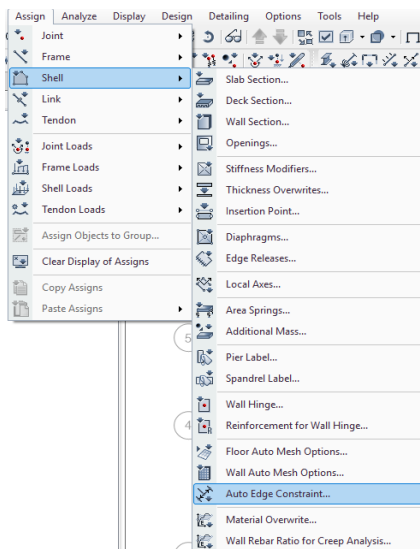 Assign Analyze Display Design Detailing Options Tools Help
Joint
Frame
Shell
Link
Tendon
Joint Loads
Frame Loads
Shell Loads
Tendon Loads
Assign Objects to Group...
Clear Display of Assigns
Copy Assigns
Paste Assigns
Slab Section...
Deck Section...
Wall Section...
Openings...
Stiffness Modifiers...
Thickness Overwrites...
Insertion Point...
Diaphragms...
Edge Releases...
Local Axes...
Area Springs...
Additional Mass...
Pier Label...
Spandrel Label...
Wall Hinge...
Reinforcement for Wall Hinge...
Floor Auto Mesh Options...
Wall Auto Mesh Options...
Auto Edge Constraint...
Material Overwrite...
Wall Rebar Ratio for Creep Analysis...
5
4